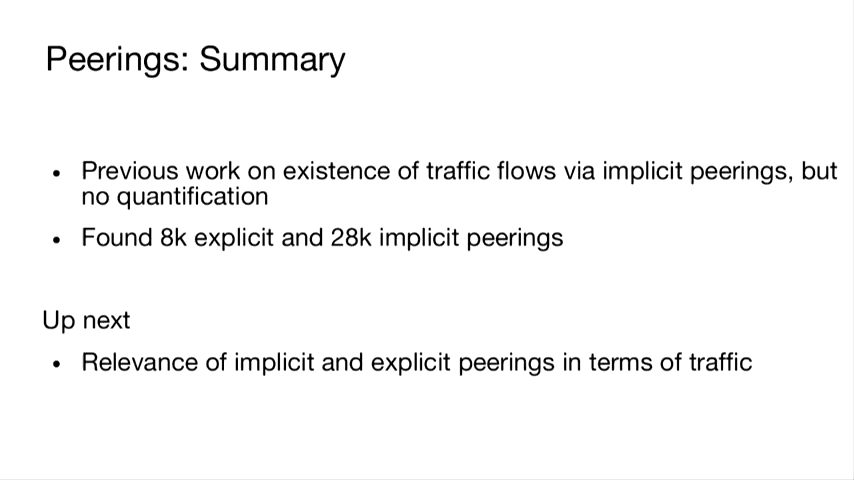 Peerings: Summary
• Previous work on existence of traffic flows via implicit peerings, but
no quantification
• Found 8k explicit and 28k implicit peerings
Up next
• Relevance of implicit and explicit peerings in terms of traffic